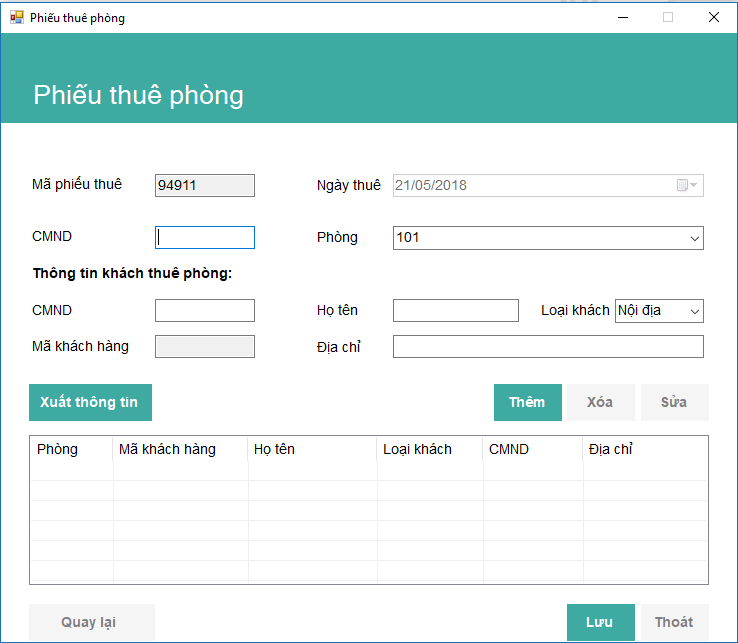 Phiếu thuê phòng
Phiếu thuê phòng
Mã phiếu thuê 94911 Ngày thuê 21/05/2018
CMND Phòng 101
Thông tin khách thuê phòng:
CMND Họ tên Loại khách Nội địa
Mã khách hàng Địa chỉ
Xuất thông tin Thêm Xóa Sửa
Phòng Mã khách hàng Họ tên Loại khách CMND Địa chỉ
Quay lại Lưu Thoát